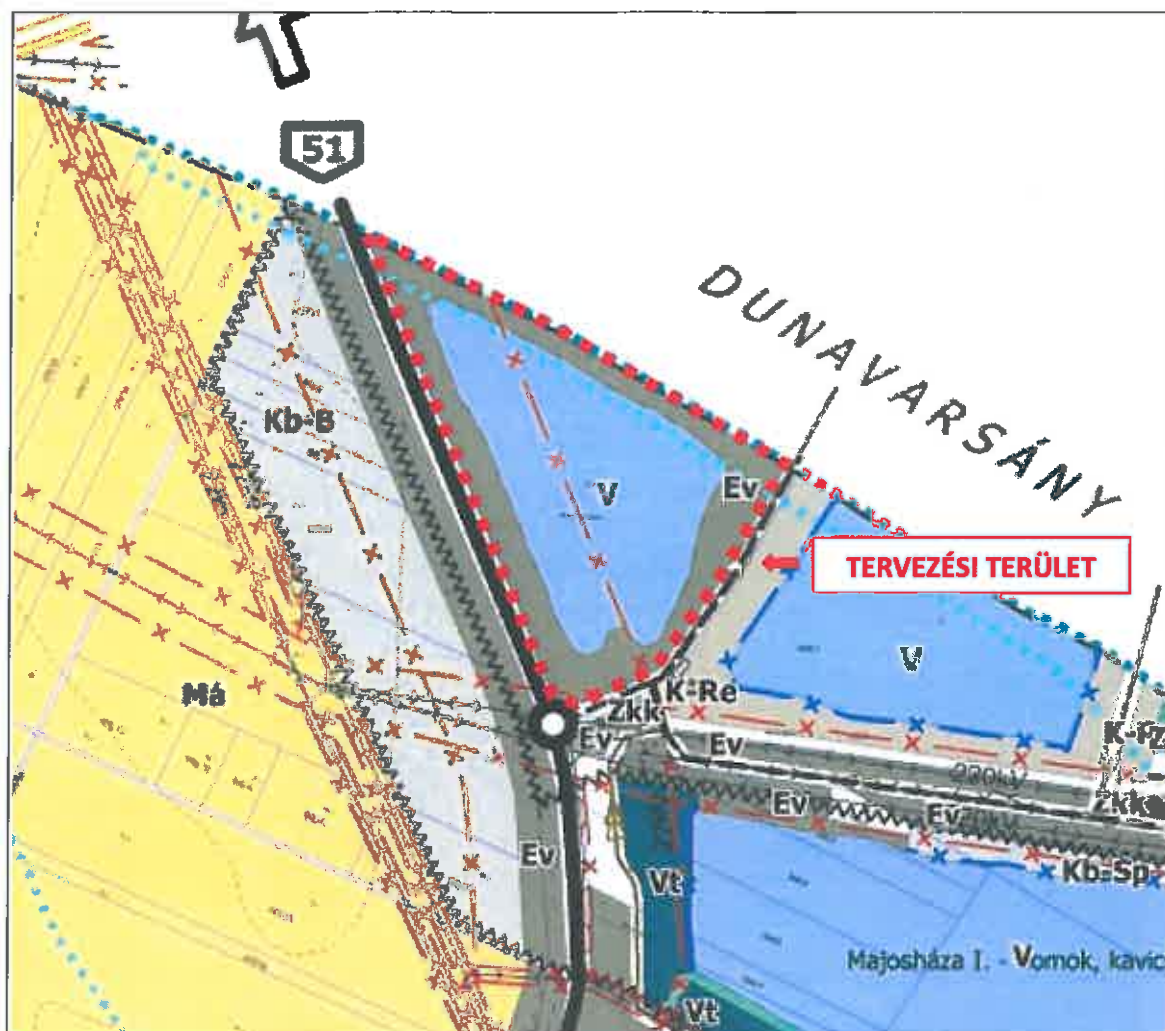 51
DUNAVARSÁNY
Kb-B
V
Ev
TERVEZÉSI TERÜLET
V
Má
K-Re
Zkk
Ev
Ev
Ev
Ev
Ev
Kb-Sp
Vt
Majosháza I. - Vomok, kavic
Vt